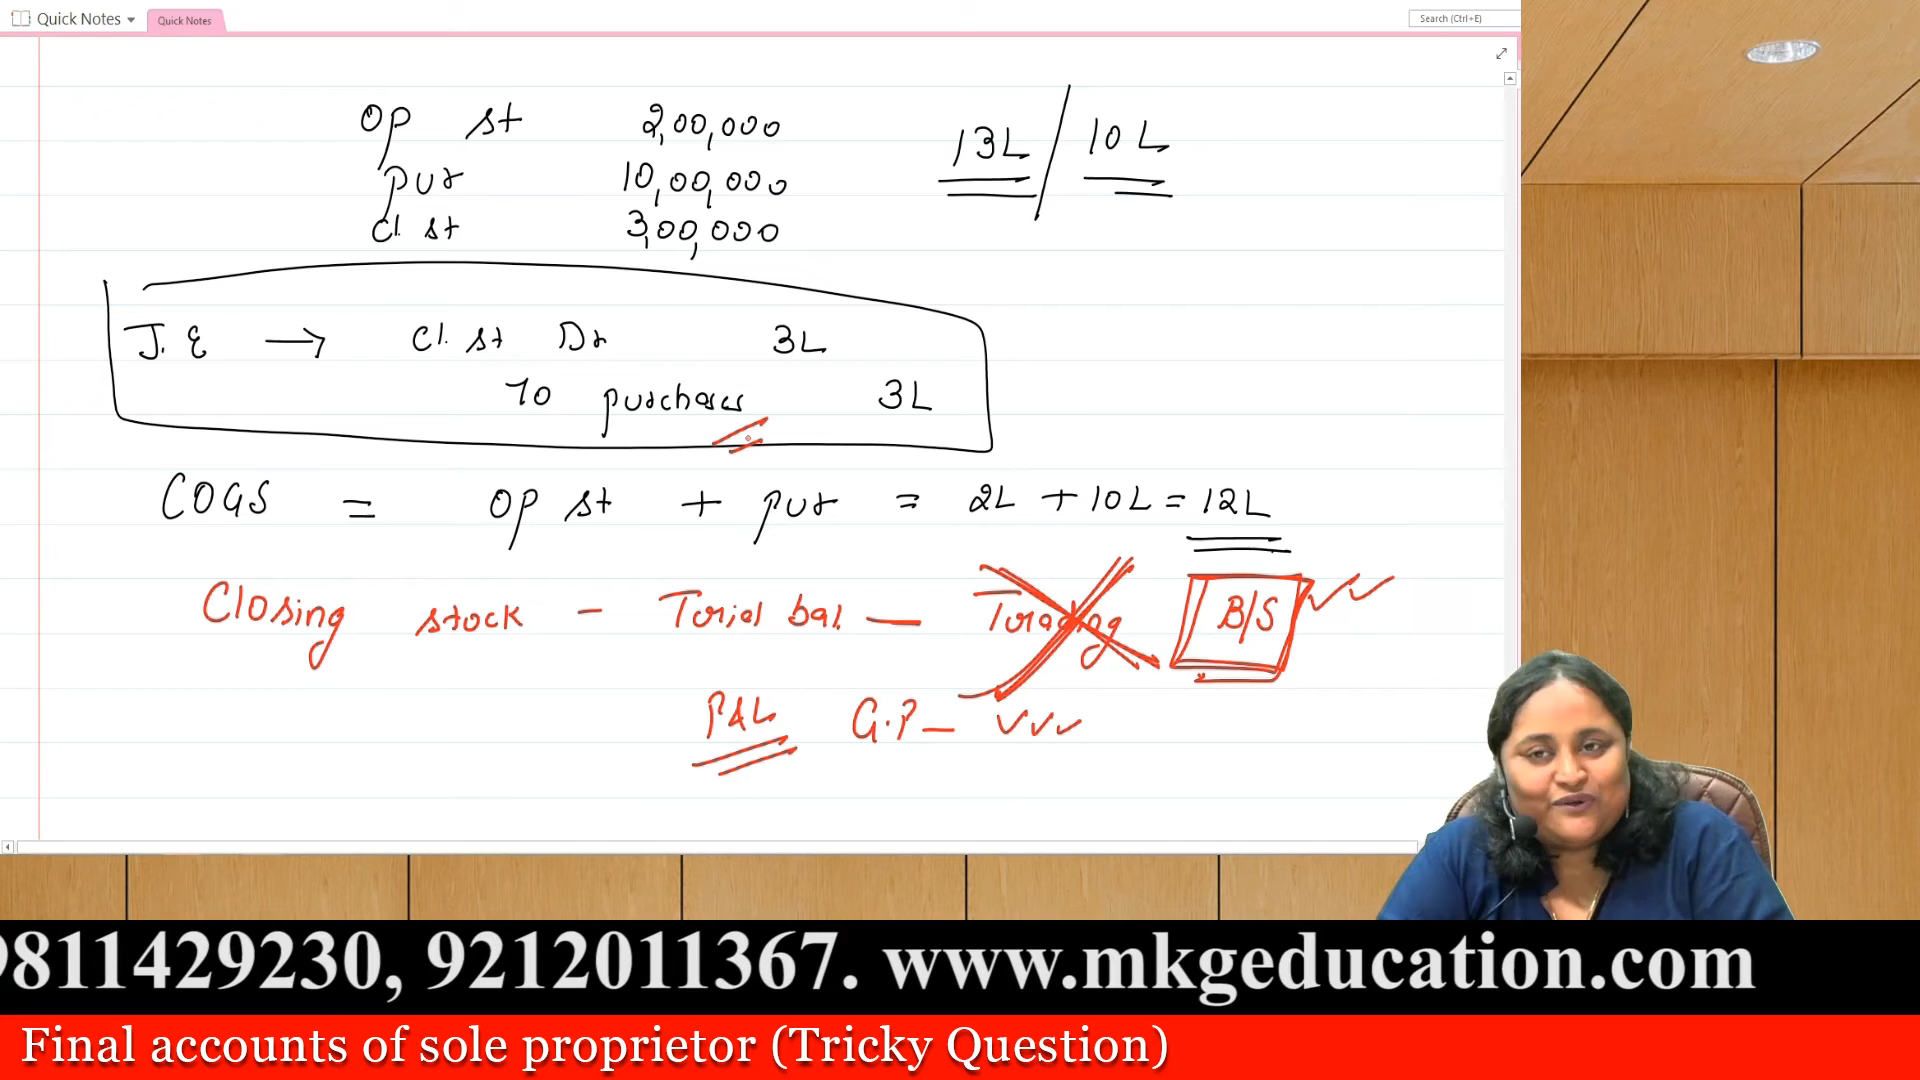 Quick Notes
Quick Notes
Search (Ctrl+E)
Op st 2,00,000
pur 10,00,000
cl. st 3,00,000
13L / 10L
J.E → Cl. st Dr 3L
To purchases 3L
COGS = op st + pur = 2L + 10L = 12L
Closing stock - Trial bal. — Trading B/S ✓✓
P&L G.P — ✓✓✓
9811429230, 9212011367. www.mkgeducation.com
Final accounts of sole proprietor (Tricky Question)